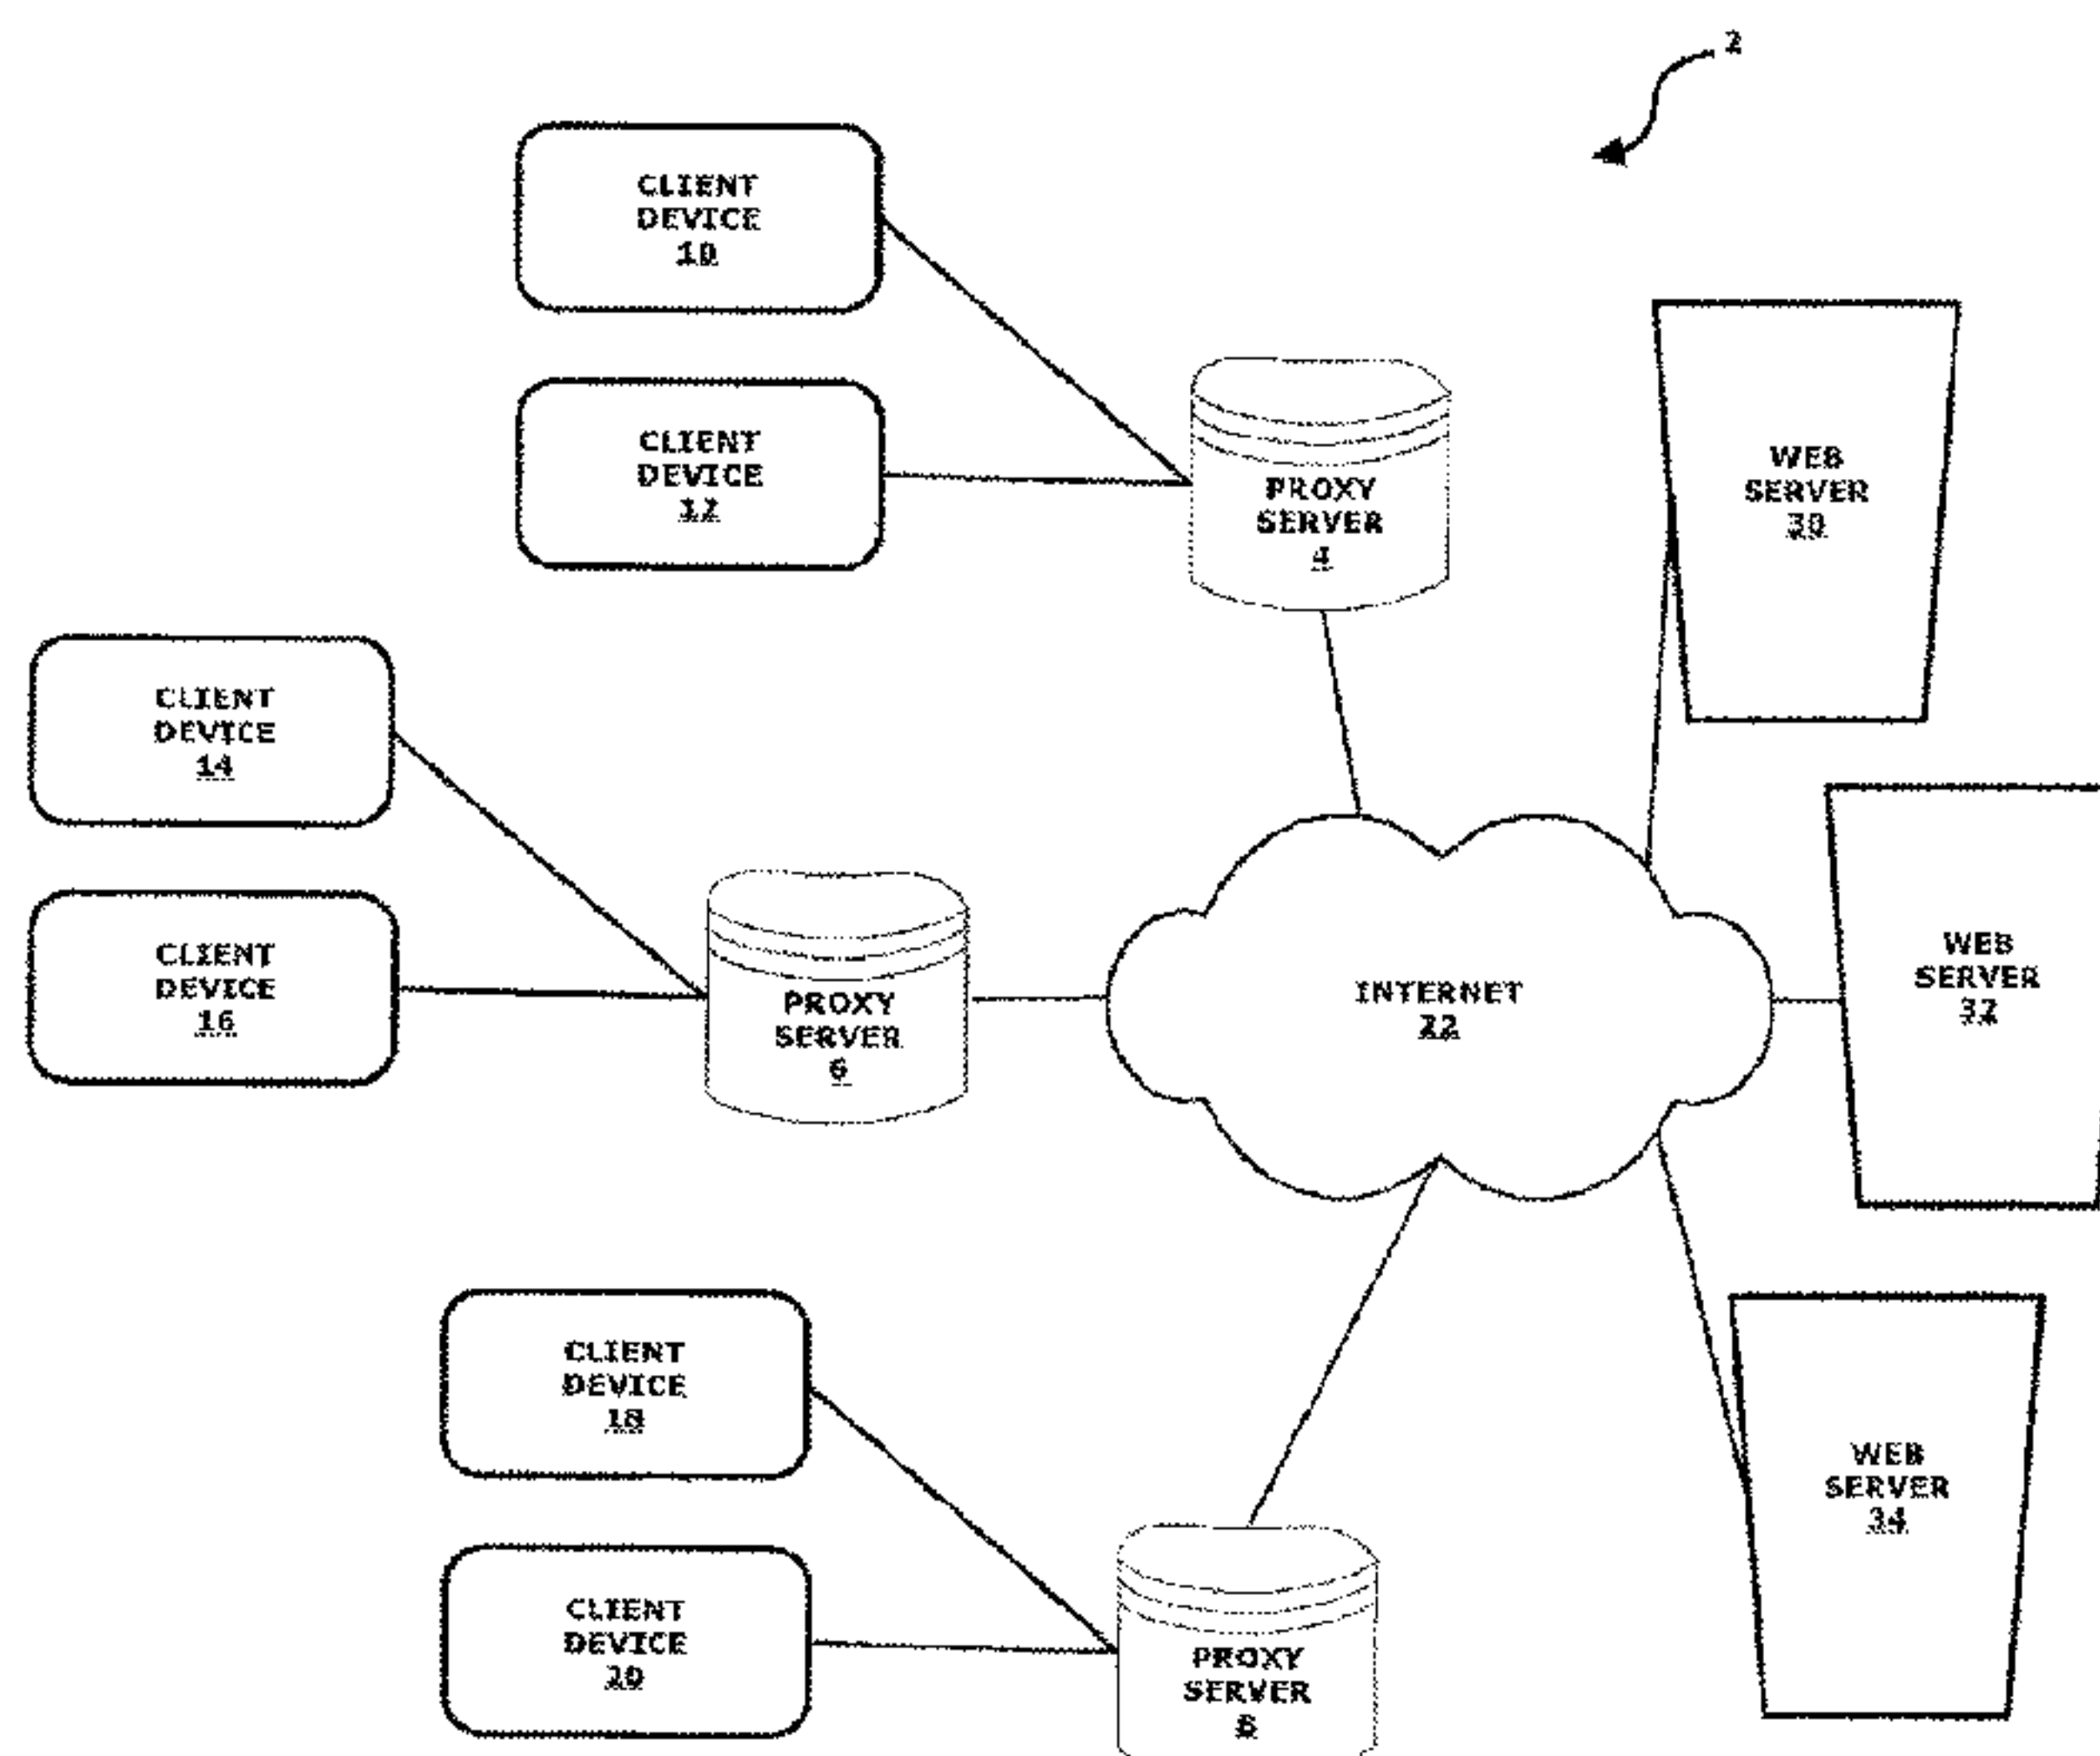 2
CLIENT
DEVICE
10
CLIENT
DEVICE
12
PROXY
SERVER
4
WEB
SERVER
30
CLIENT
DEVICE
14
CLIENT
DEVICE
16
PROXY
SERVER
6
INTERNET
22
WEB
SERVER
32
CLIENT
DEVICE
18
CLIENT
DEVICE
20
PROXY
SERVER
8
WEB
SERVER
34